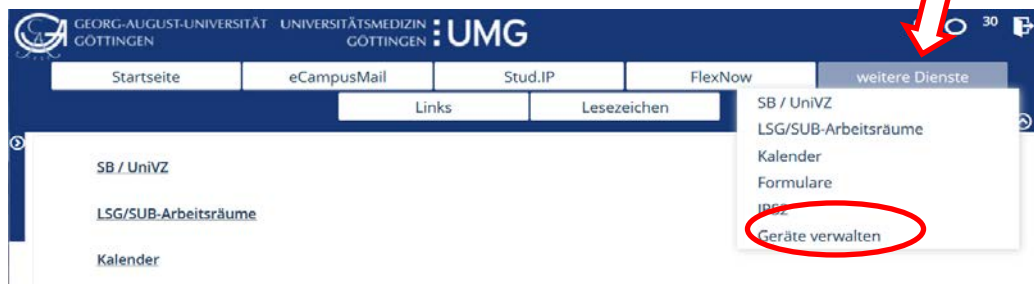 GEORG-AUGUST-UNIVERSITÄT
GÖTTINGEN
UNIVERSITÄTSMEDIZIN
GÖTTINGEN
UMG
30
Startseite
eCampusMail
Stud.IP
FlexNow
weitere Dienste
Links
Lesezeichen
SB / UniVZ
LSG/SUB-Arbeitsräume
Kalender
Formulare
Geräte verwalten
SB / UniVZ
LSG/SUB-Arbeitsräume
Kalender